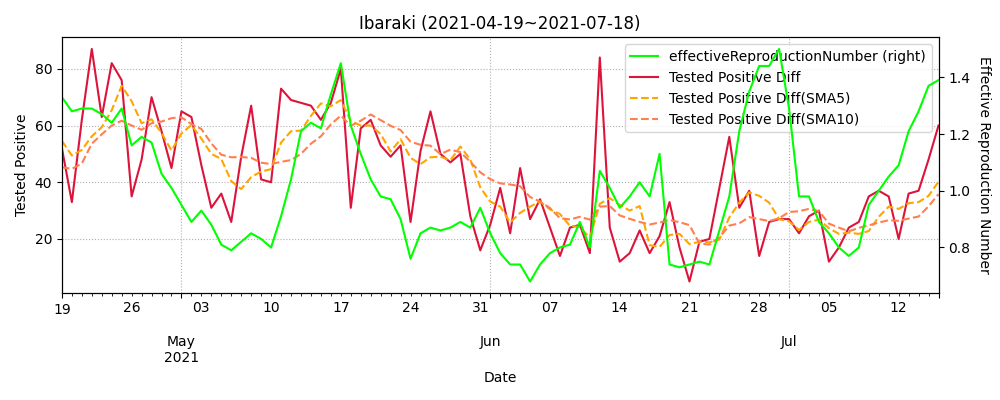 Ibaraki (2021-04-19~2021-07-18)
effectiveReproductionNumber (right)
Tested Positive Diff
Tested Positive Diff(SMA5)
Tested Positive Diff(SMA10)
Tested Positive
80
60
40
20
1.4
1.2
1.0
0.8
Effective Reproduction Number
19 26 03 10 17 24 31 07 14 21 28 05 12
May Jun Jul
2021
Date